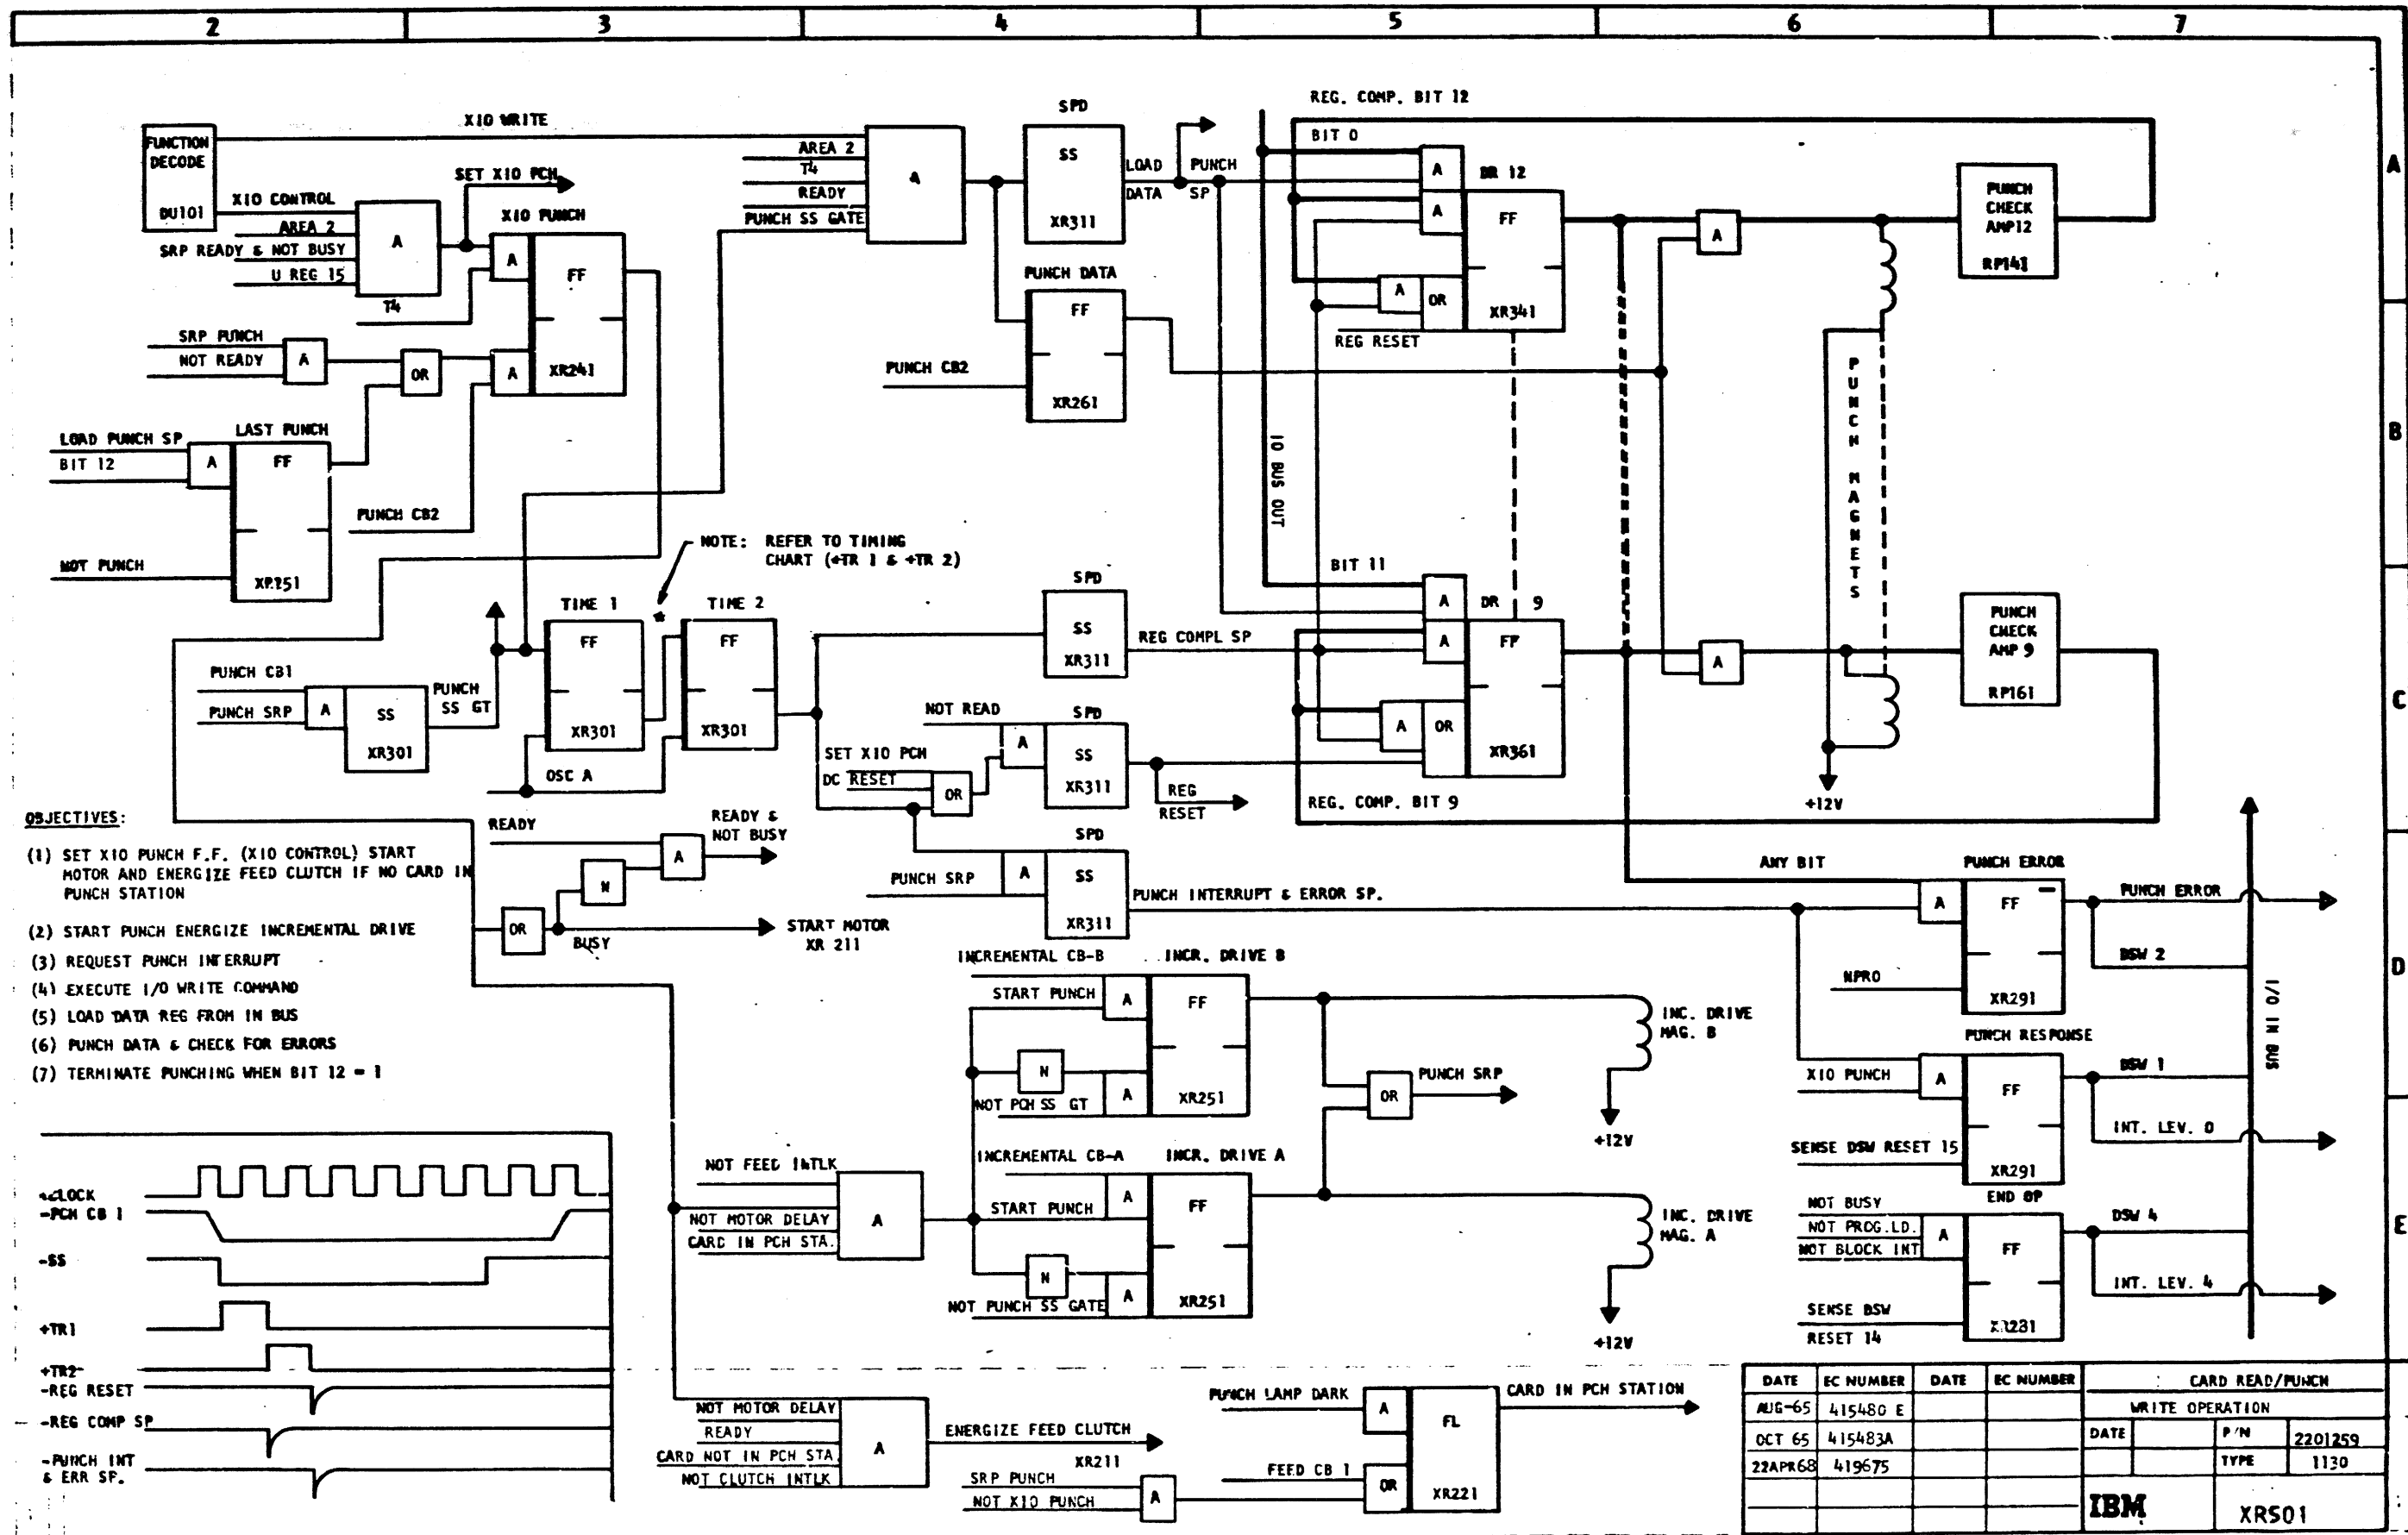 2 3 4 5 6 7
A
B
C
D
E
FUNCTION
DECODE
DU101
XIO WRITE
XIO CONTROL
AREA 2
SRP READY & NOT BUSY
U REG 15
T4
A
SET XIO PCH
XIO PUNCH
A
A
FF
XR241
SRP PUNCH
NOT READY
A
OR
LAST PUNCH
LOAD PUNCH SP
BIT 12
A
FF
NOT PUNCH
PUNCH CB2
AREA 2
T4
READY
PUNCH SS GATE
A
SPD
SS
XR311
LOAD PUNCH
DATA SP
PUNCH DATA
FF
XR261
PUNCH CB2
REG. COMP. BIT 12
BIT 0
A
A
DR 12
FF
A
OR
XR341
REG RESET
IO BUS OUT
A
PUNCH
CHECK
AMP12
RP141
PUNCH MAGNETS
NOTE: REFER TO TIMING
CHART (+TR 1 & +TR 2)
*
TIME 1
FF
XR301
TIME 2
FF
XR301
PUNCH CB1
PUNCH SRP
A
SS
XR301
PUNCH
SS GT
OSC A
SPD
SS
XR311
REG COMPL SP
NOT READ
SET XIO PCH
DC RESET
OR
A
SPD
SS
XR311
REG
RESET
BIT 11
A
A
DR 9
FF
A
OR
XR361
REG. COMP. BIT 9
A
PUNCH
CHECK
AMP 9
RP161
+12V
READY
READY &
NOT BUSY
A
N
OR
BUSY
START MOTOR
XR 211
SPD
PUNCH SRP
A
SS
XR311
PUNCH INTERRUPT & ERROR SP.
ANY BIT
PUNCH ERROR
A
FF
XR291
NPRO
PUNCH ERROR
DSW 2
I/O IN BUS
OBJECTIVES:
(1) SET XIO PUNCH F.F. (XIO CONTROL) START
MOTOR AND ENERGIZE FEED CLUTCH IF NO CARD IN
PUNCH STATION
(2) START PUNCH ENERGIZE INCREMENTAL DRIVE
(3) REQUEST PUNCH INTERRUPT
(4) EXECUTE I/O WRITE COMMAND
(5) LOAD DATA REG FROM IN BUS
(6) PUNCH DATA & CHECK FOR ERRORS
(7) TERMINATE PUNCHING WHEN BIT 12 = 1
INCREMENTAL CB-B
INCR. DRIVE B
START PUNCH
A
FF
N
NOT PCH SS GT
A
XR251
INC. DRIVE
MAG. B
+12V
OR
PUNCH SRP
PUNCH RESPONSE
XIO PUNCH
A
FF
SENSE DSW RESET 15
XR291
DSW 1
INT. LEV. 0
NOT FEED INTLK
NOT MOTOR DELAY
CARD IN PCH STA.
A
INCREMENTAL CB-A
INCR. DRIVE A
START PUNCH
A
FF
N
NOT PUNCH SS GATE
A
XR251
INC. DRIVE
MAG. A
+12V
END OP
NOT BUSY
NOT PROG.LD.
NOT BLOCK INT
A
FF
SENSE DSW
RESET 14
DSW 4
INT. LEV. 4
+CLOCK
-PCH CB 1
-SS
+TR1
+TR2
-REG RESET
-REG COMP SP
-PUNCH INT
& ERR SP.
NOT MOTOR DELAY
READY
CARD NOT IN PCH STA.
NOT CLUTCH INTLK
A
ENERGIZE FEED CLUTCH
XR211
PUNCH LAMP DARK
A
FL
CARD IN PCH STATION
FEED CB 1
SRP PUNCH
NOT XIO PUNCH
A
OR
XR221
DATE EC NUMBER DATE EC NUMBER
AUG-65 415480 E
OCT 65 415483A
22APR68 419675
CARD READ/PUNCH
WRITE OPERATION
DATE P/N 2201259
TYPE 1130
IBM XR501